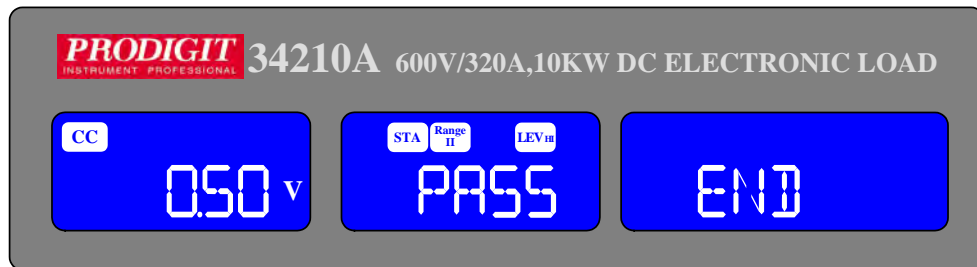 PRODIGIT
INSTRUMENT PROFESSIONAL
34210A 600V/320A,10KW DC ELECTRONIC LOAD
CC
0.50 V
STA Range II LEV HI
PASS
END